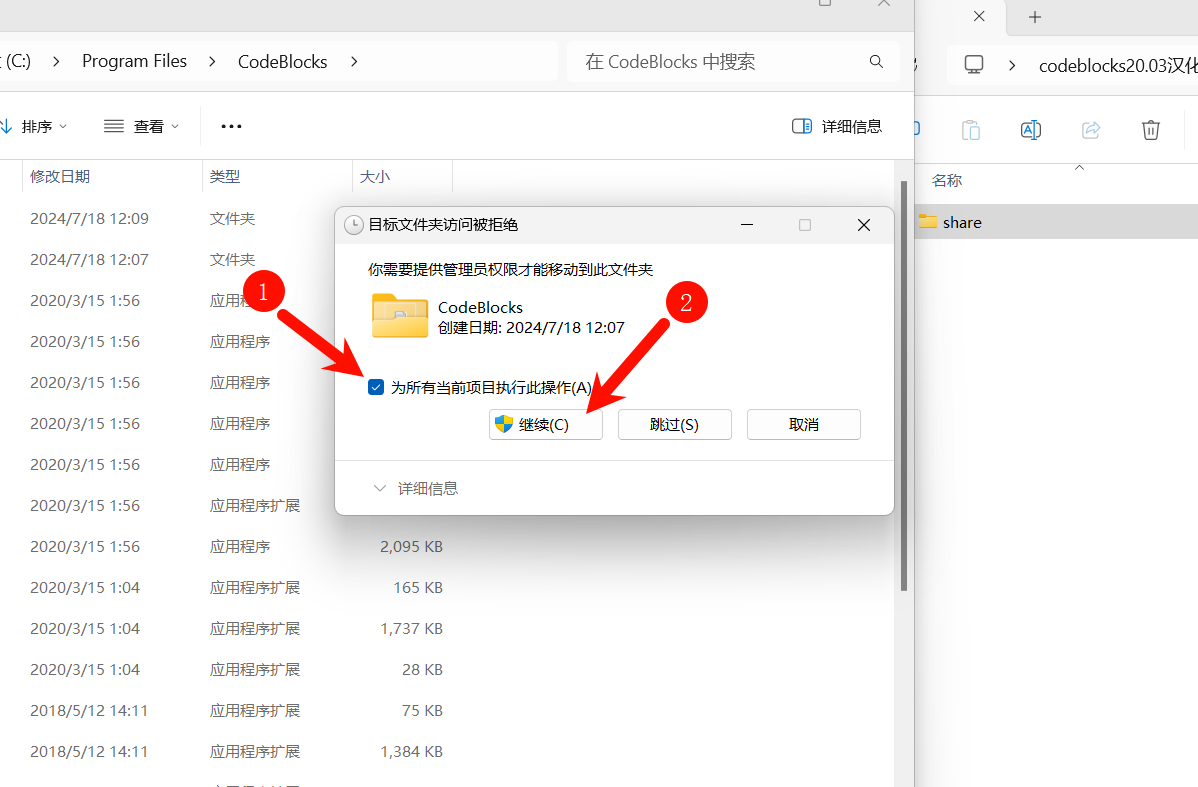 (C:) > Program Files > CodeBlocks >
在 CodeBlocks 中搜索
codeblocks20.03汉化
排序
查看
详细信息
修改日期 类型 大小
名称
share
2024/7/18 12:09 文件夹
2024/7/18 12:07 文件夹
2020/3/15 1:56 应用程
2020/3/15 1:56 应用程序
2020/3/15 1:56 应用程序
2020/3/15 1:56 应用程序
2020/3/15 1:56 应用程序
2020/3/15 1:56 应用程序扩展
2020/3/15 1:56 应用程序 2,095 KB
2020/3/15 1:04 应用程序扩展 165 KB
2020/3/15 1:04 应用程序扩展 1,737 KB
2020/3/15 1:04 应用程序扩展 28 KB
2018/5/12 14:11 应用程序扩展 75 KB
2018/5/12 14:11 应用程序扩展 1,384 KB
目标文件夹访问被拒绝
你需要提供管理员权限才能移动到此文件夹
CodeBlocks
创建日期: 2024/7/18 12:07
1
2
为所有当前项目执行此操作(A)
继续(C) 跳过(S) 取消
详细信息